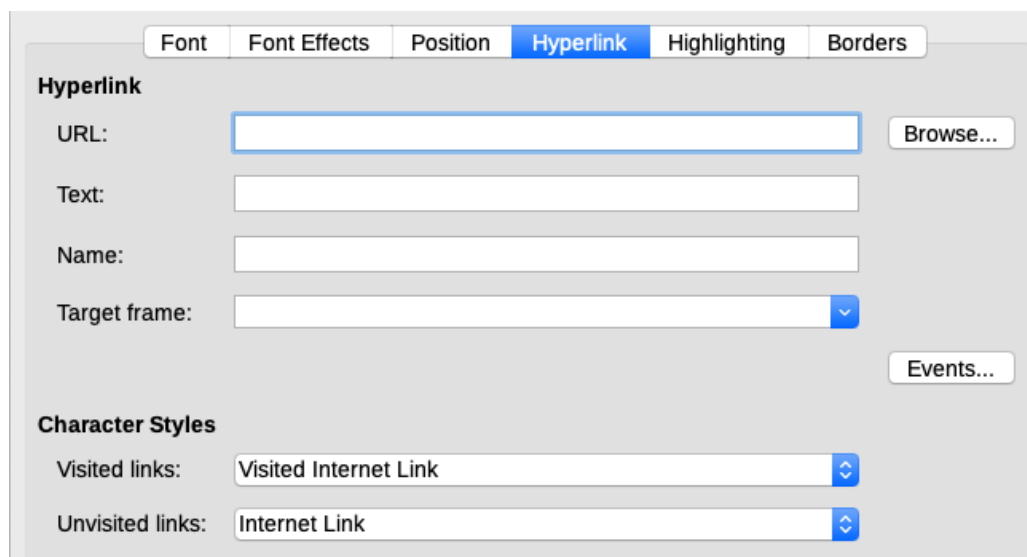 Font Font Effects Position Hyperlink Highlighting Borders
Hyperlink
URL: Browse...
Text:
Name:
Target frame:
Events...
Character Styles
Visited links: Visited Internet Link
Unvisited links: Internet Link